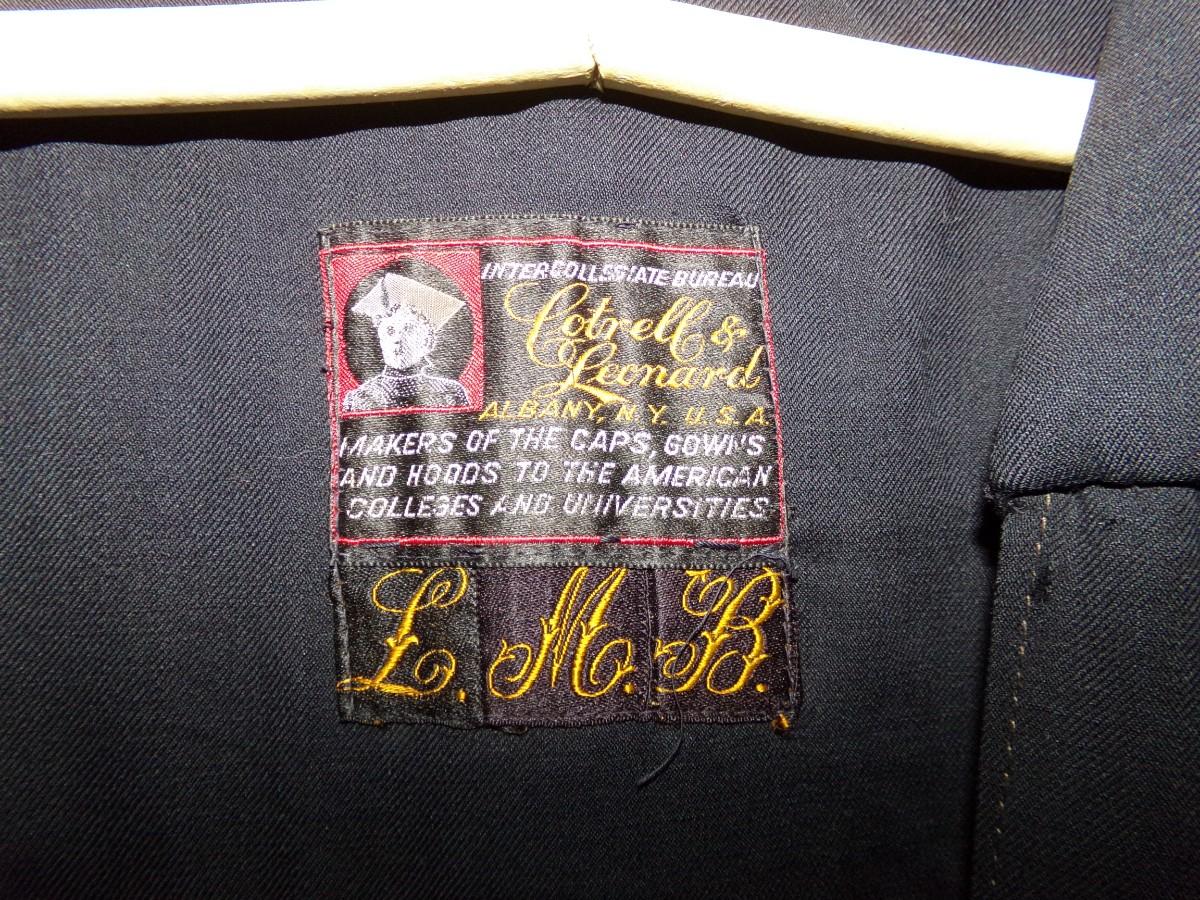 INTERCOLLEGIATE BUREAU
Cotrell &
Leonard
ALBANY, N.Y. U.S.A.
MAKERS OF THE CAPS, GOWNS
AND HOODS TO THE AMERICAN
COLLEGES AND UNIVERSITIES
L. M. B.